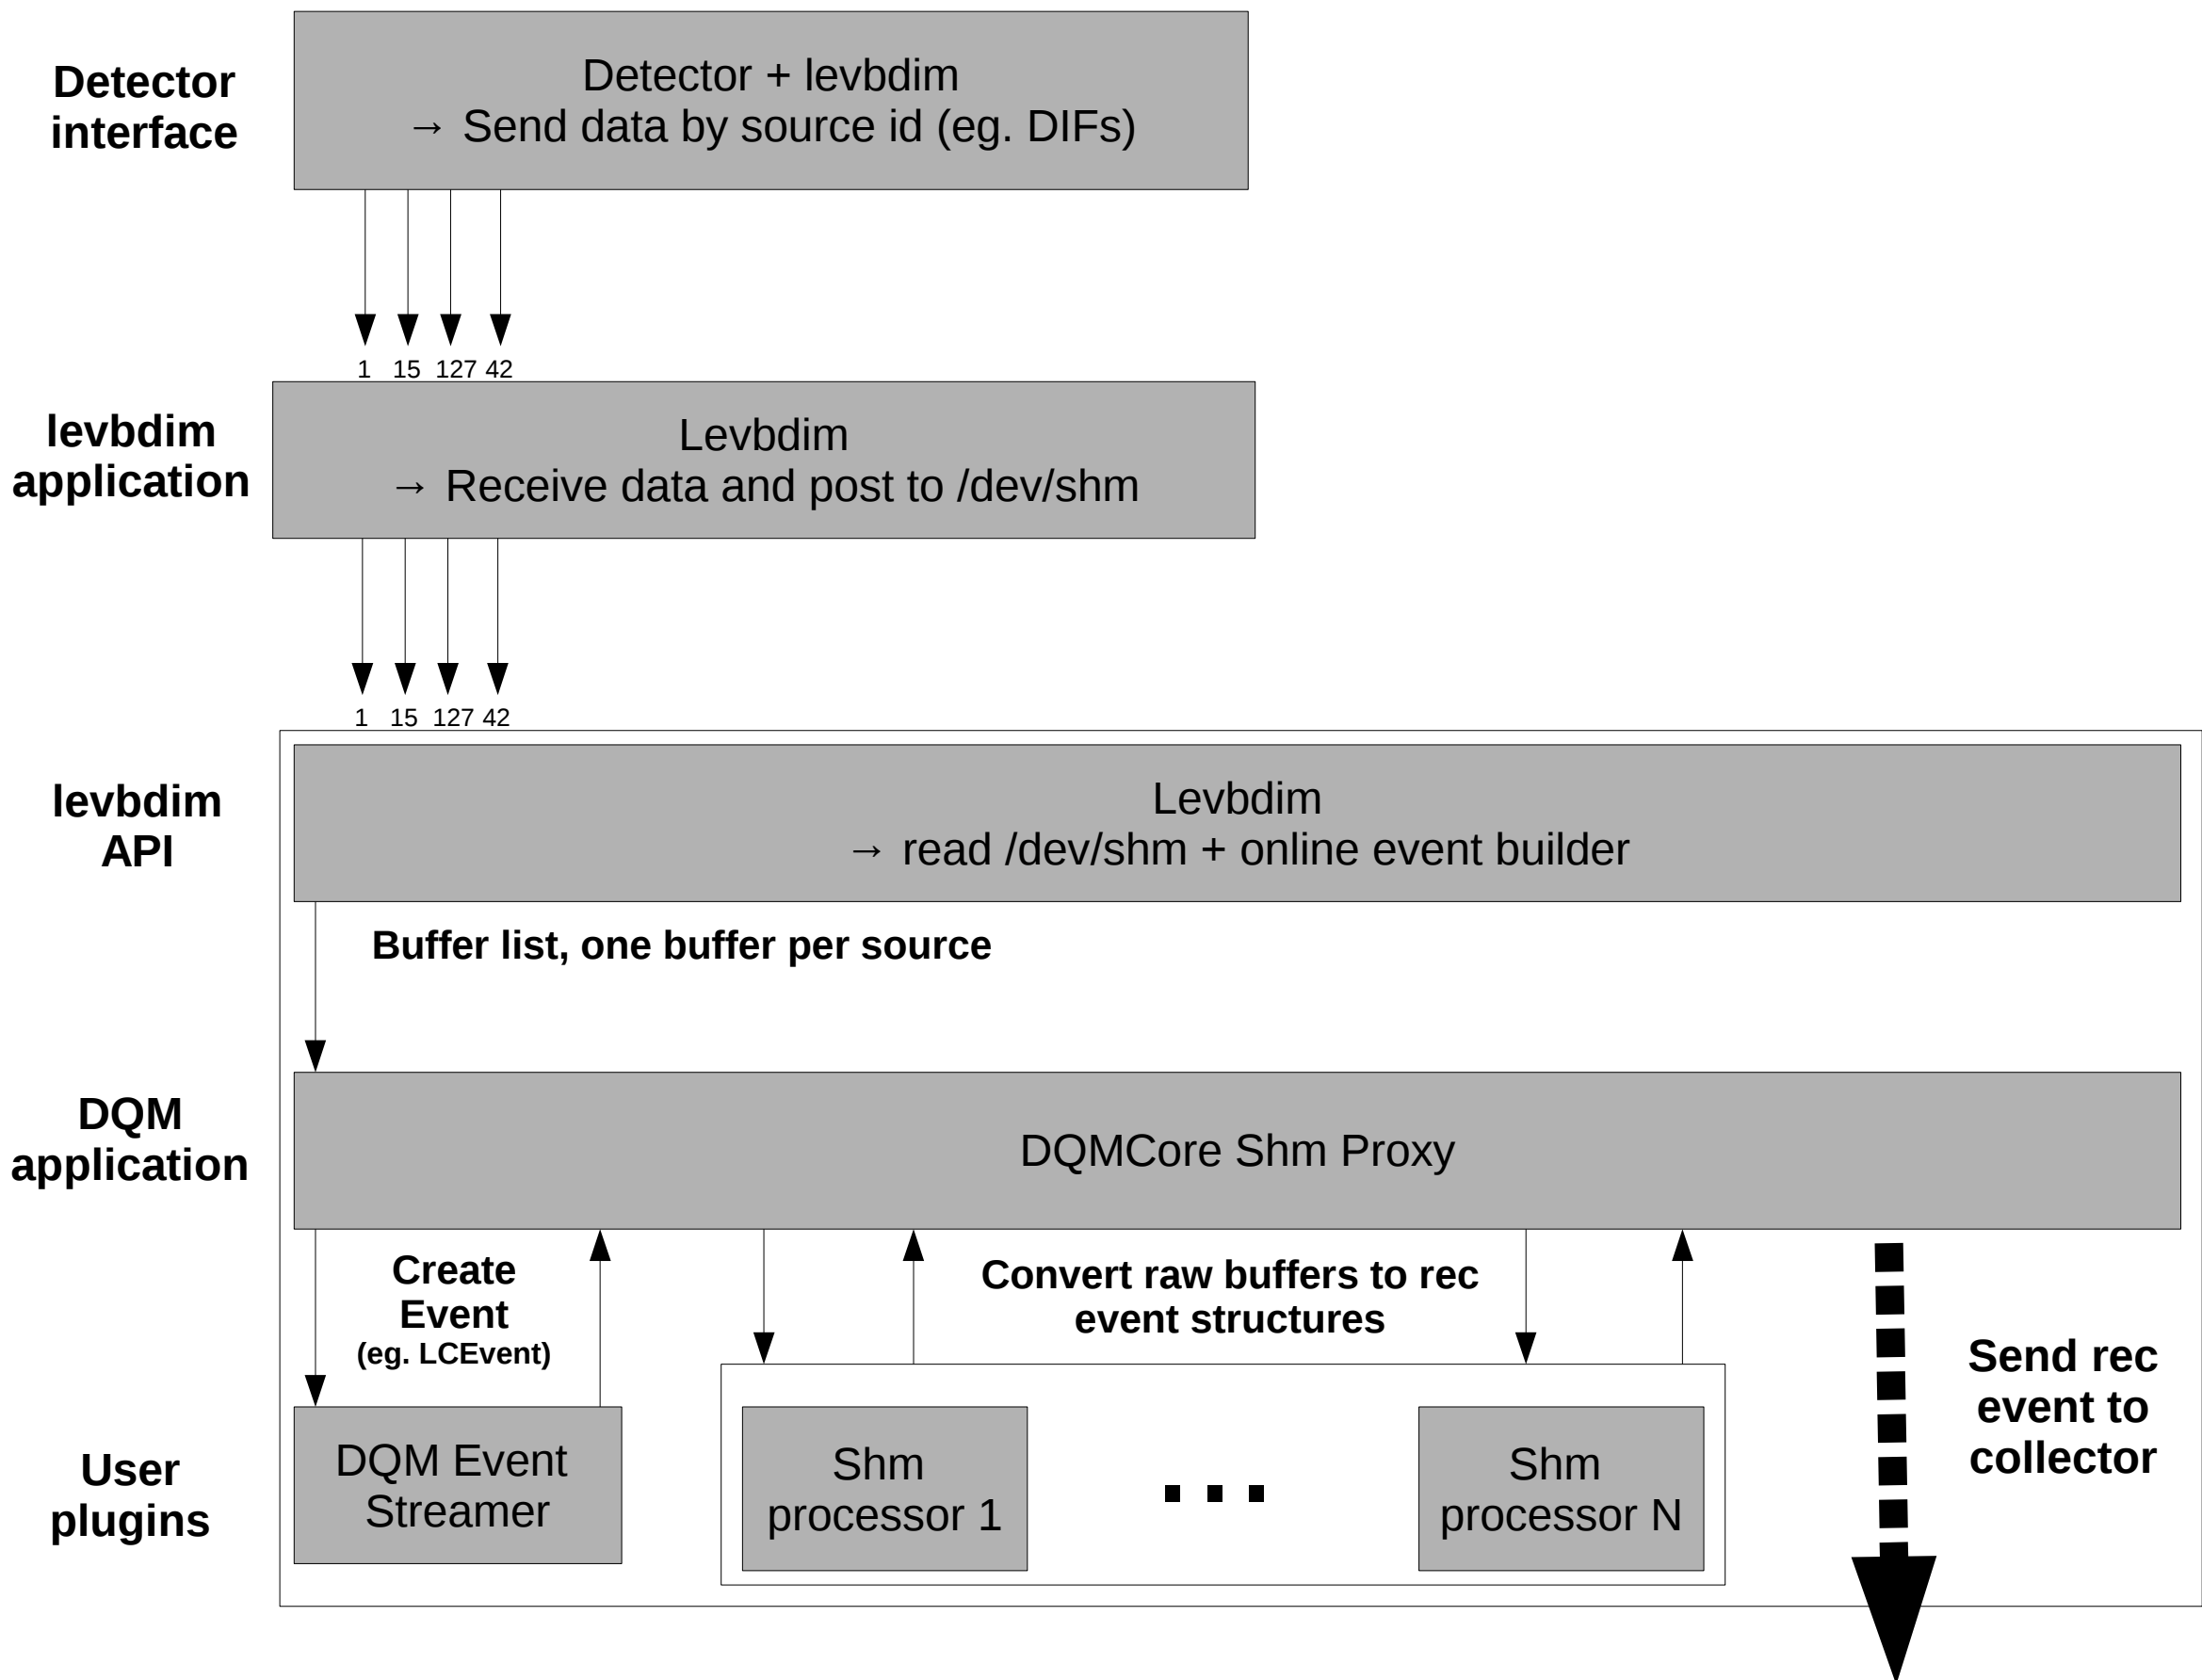 Detector
interface
Detector + levbdim
→ Send data by source id (eg. DIFs)
1 15 127 42
levbdim
application
Levbdim
→ Receive data and post to /dev/shm
1 15 127 42
levbdim
API
Levbdim
→ read /dev/shm + online event builder
Buffer list, one buffer per source
DQM
application
DQMCore Shm Proxy
Create
Event
(eg. LCEvent)
Convert raw buffers to rec
event structures
Send rec
event to
collector
User
plugins
DQM Event
Streamer
Shm
processor 1
...
Shm
processor N